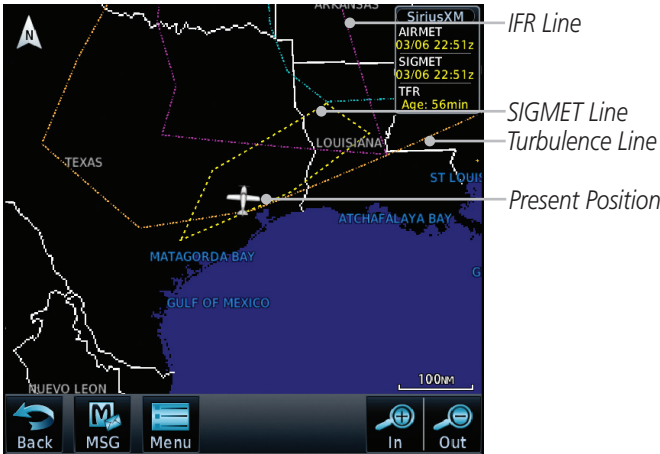 ARKANSAS
IFR Line
N
SiriusXM
AIRMET
03/06 22:51z
SIGMET
03/06 22:51z
TFR
Age: 56min
SIGMET Line
LOUISIANA
Turbulence Line
TEXAS
ST LOUIS
Present Position
ATCHAFALAYA BAY
MATAGORDA BAY
G
GULF OF MEXICO
100NM
NUEVO LEON
Back
MSG
Menu
In
Out